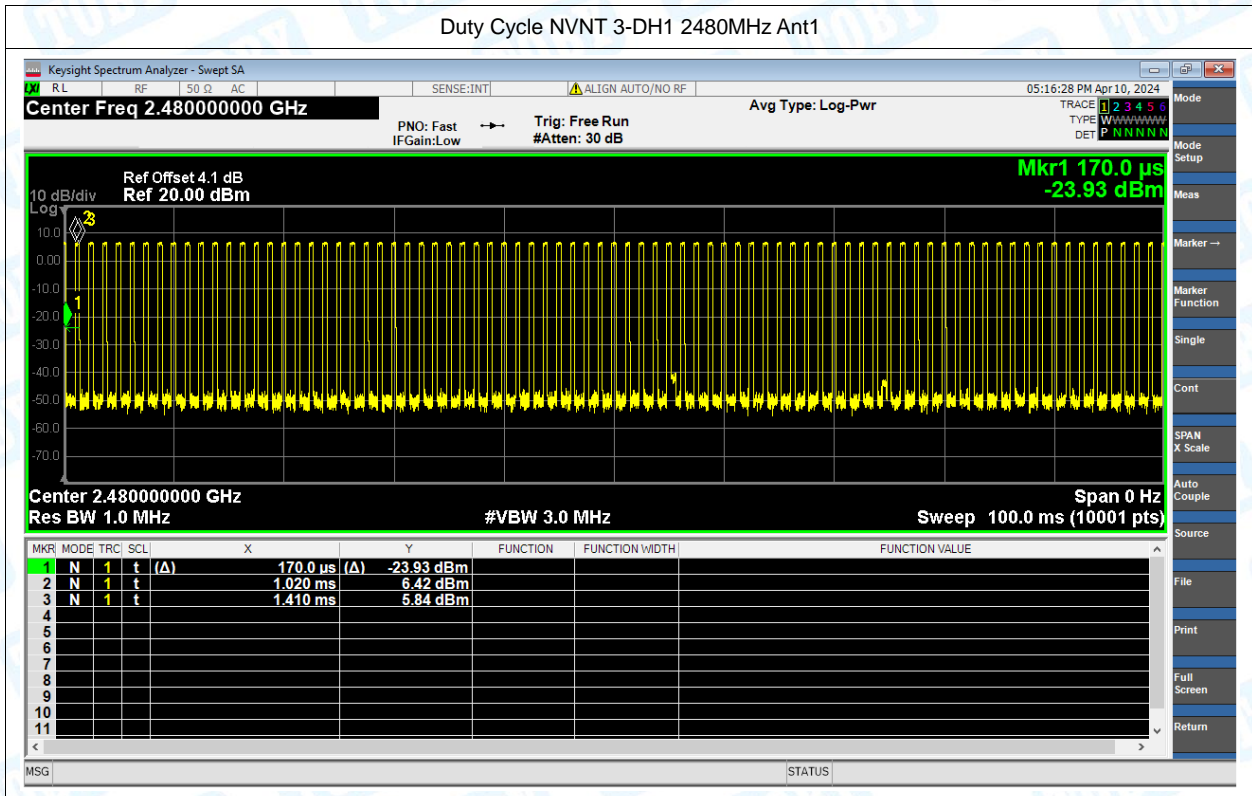 Duty Cycle NVNT 3-DH1 2480MHz Ant1
Keysight Spectrum Analyzer - Swept SA
LXI RL RF 50 Ω AC SENSE:INT ALIGN AUTO/NO RF 05:16:28 PM Apr 10, 2024
Center Freq 2.480000000 GHz
Avg Type: Log-Pwr
TRACE 1 2 3 4 5 6
TYPE WWWWWW
DET P N N N N N
PNO: Fast
IFGain:Low
Trig: Free Run
#Atten: 30 dB
Mkr1 170.0 µs
-23.93 dBm
Ref Offset 4.1 dB
10 dB/div Ref 20.00 dBm
Log
10.0
0.00
-10.0
-20.0
-30.0
-40.0
-50.0
-60.0
-70.0
2
3
1
Center 2.480000000 GHz Span 0 Hz
Res BW 1.0 MHz #VBW 3.0 MHz Sweep 100.0 ms (10001 pts)
MKR MODE TRC SCL X Y FUNCTION FUNCTION WIDTH FUNCTION VALUE
1 N 1 t (Δ) 170.0 µs (Δ) -23.93 dBm
2 N 1 t 1.020 ms 6.42 dBm
3 N 1 t 1.410 ms 5.84 dBm
4
5
6
7
8
9
10
11
MSG STATUS
Mode
Mode Setup
Meas
Marker→
Marker Function
Single
Cont
SPAN X Scale
Auto Couple
Source
File
Print
Full Screen
Return
TOBY